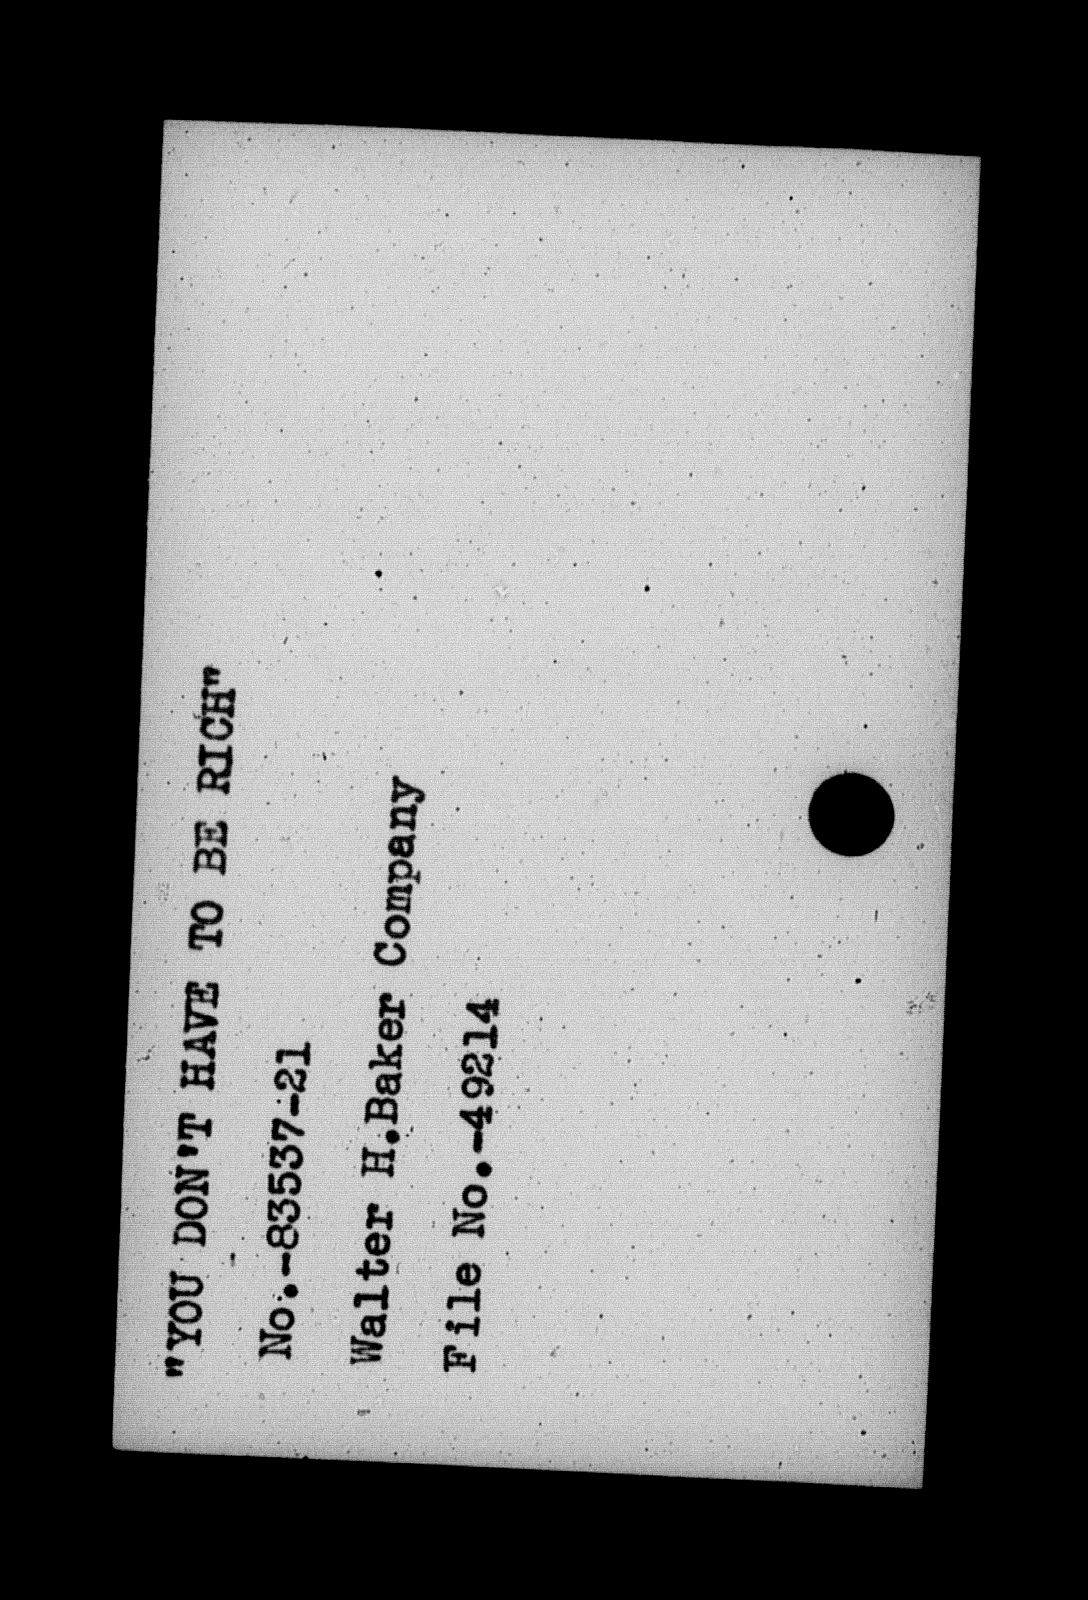 "YOU DON'T HAVE TO BE RICH"
No.-83537-21
Walter H.Baker Company
File No.-49214